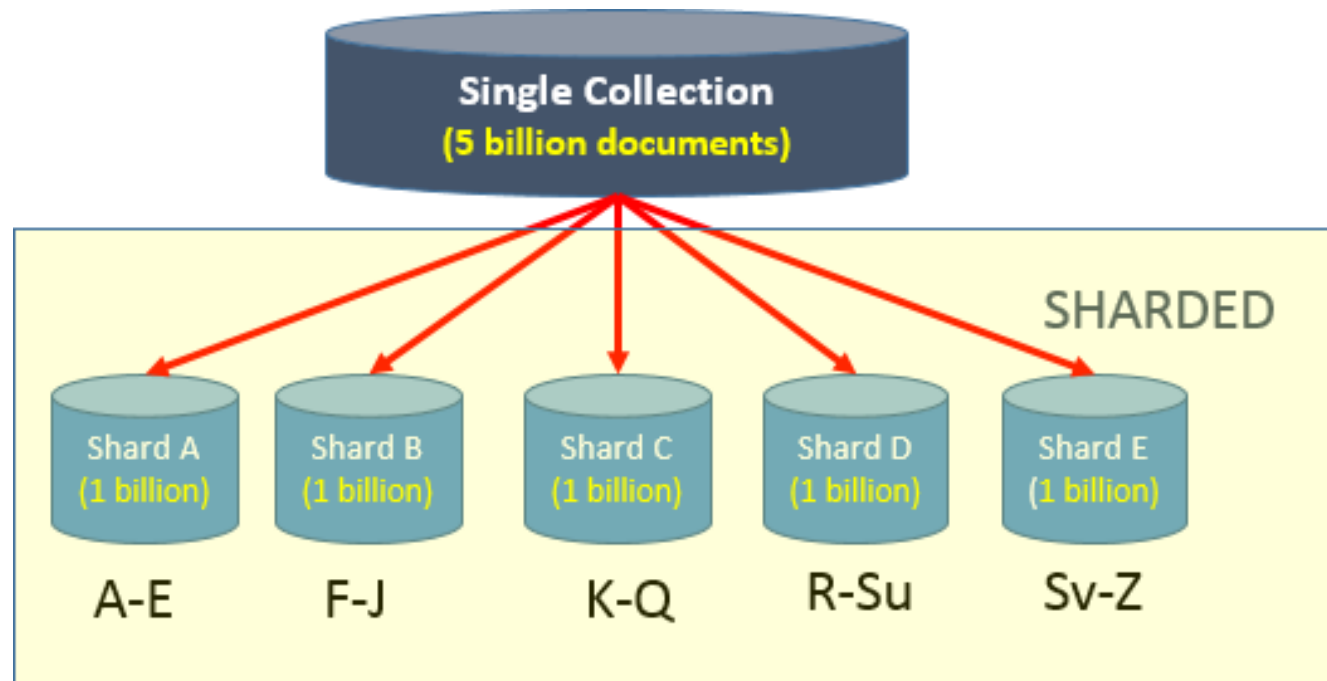 Single Collection
(5 billion documents)
SHARDED
Shard A
(1 billion)
Shard B
(1 billion)
Shard C
(1 billion)
Shard D
(1 billion)
Shard E
(1 billion)
A-E
F-J
K-Q
R-Su
Sv-Z